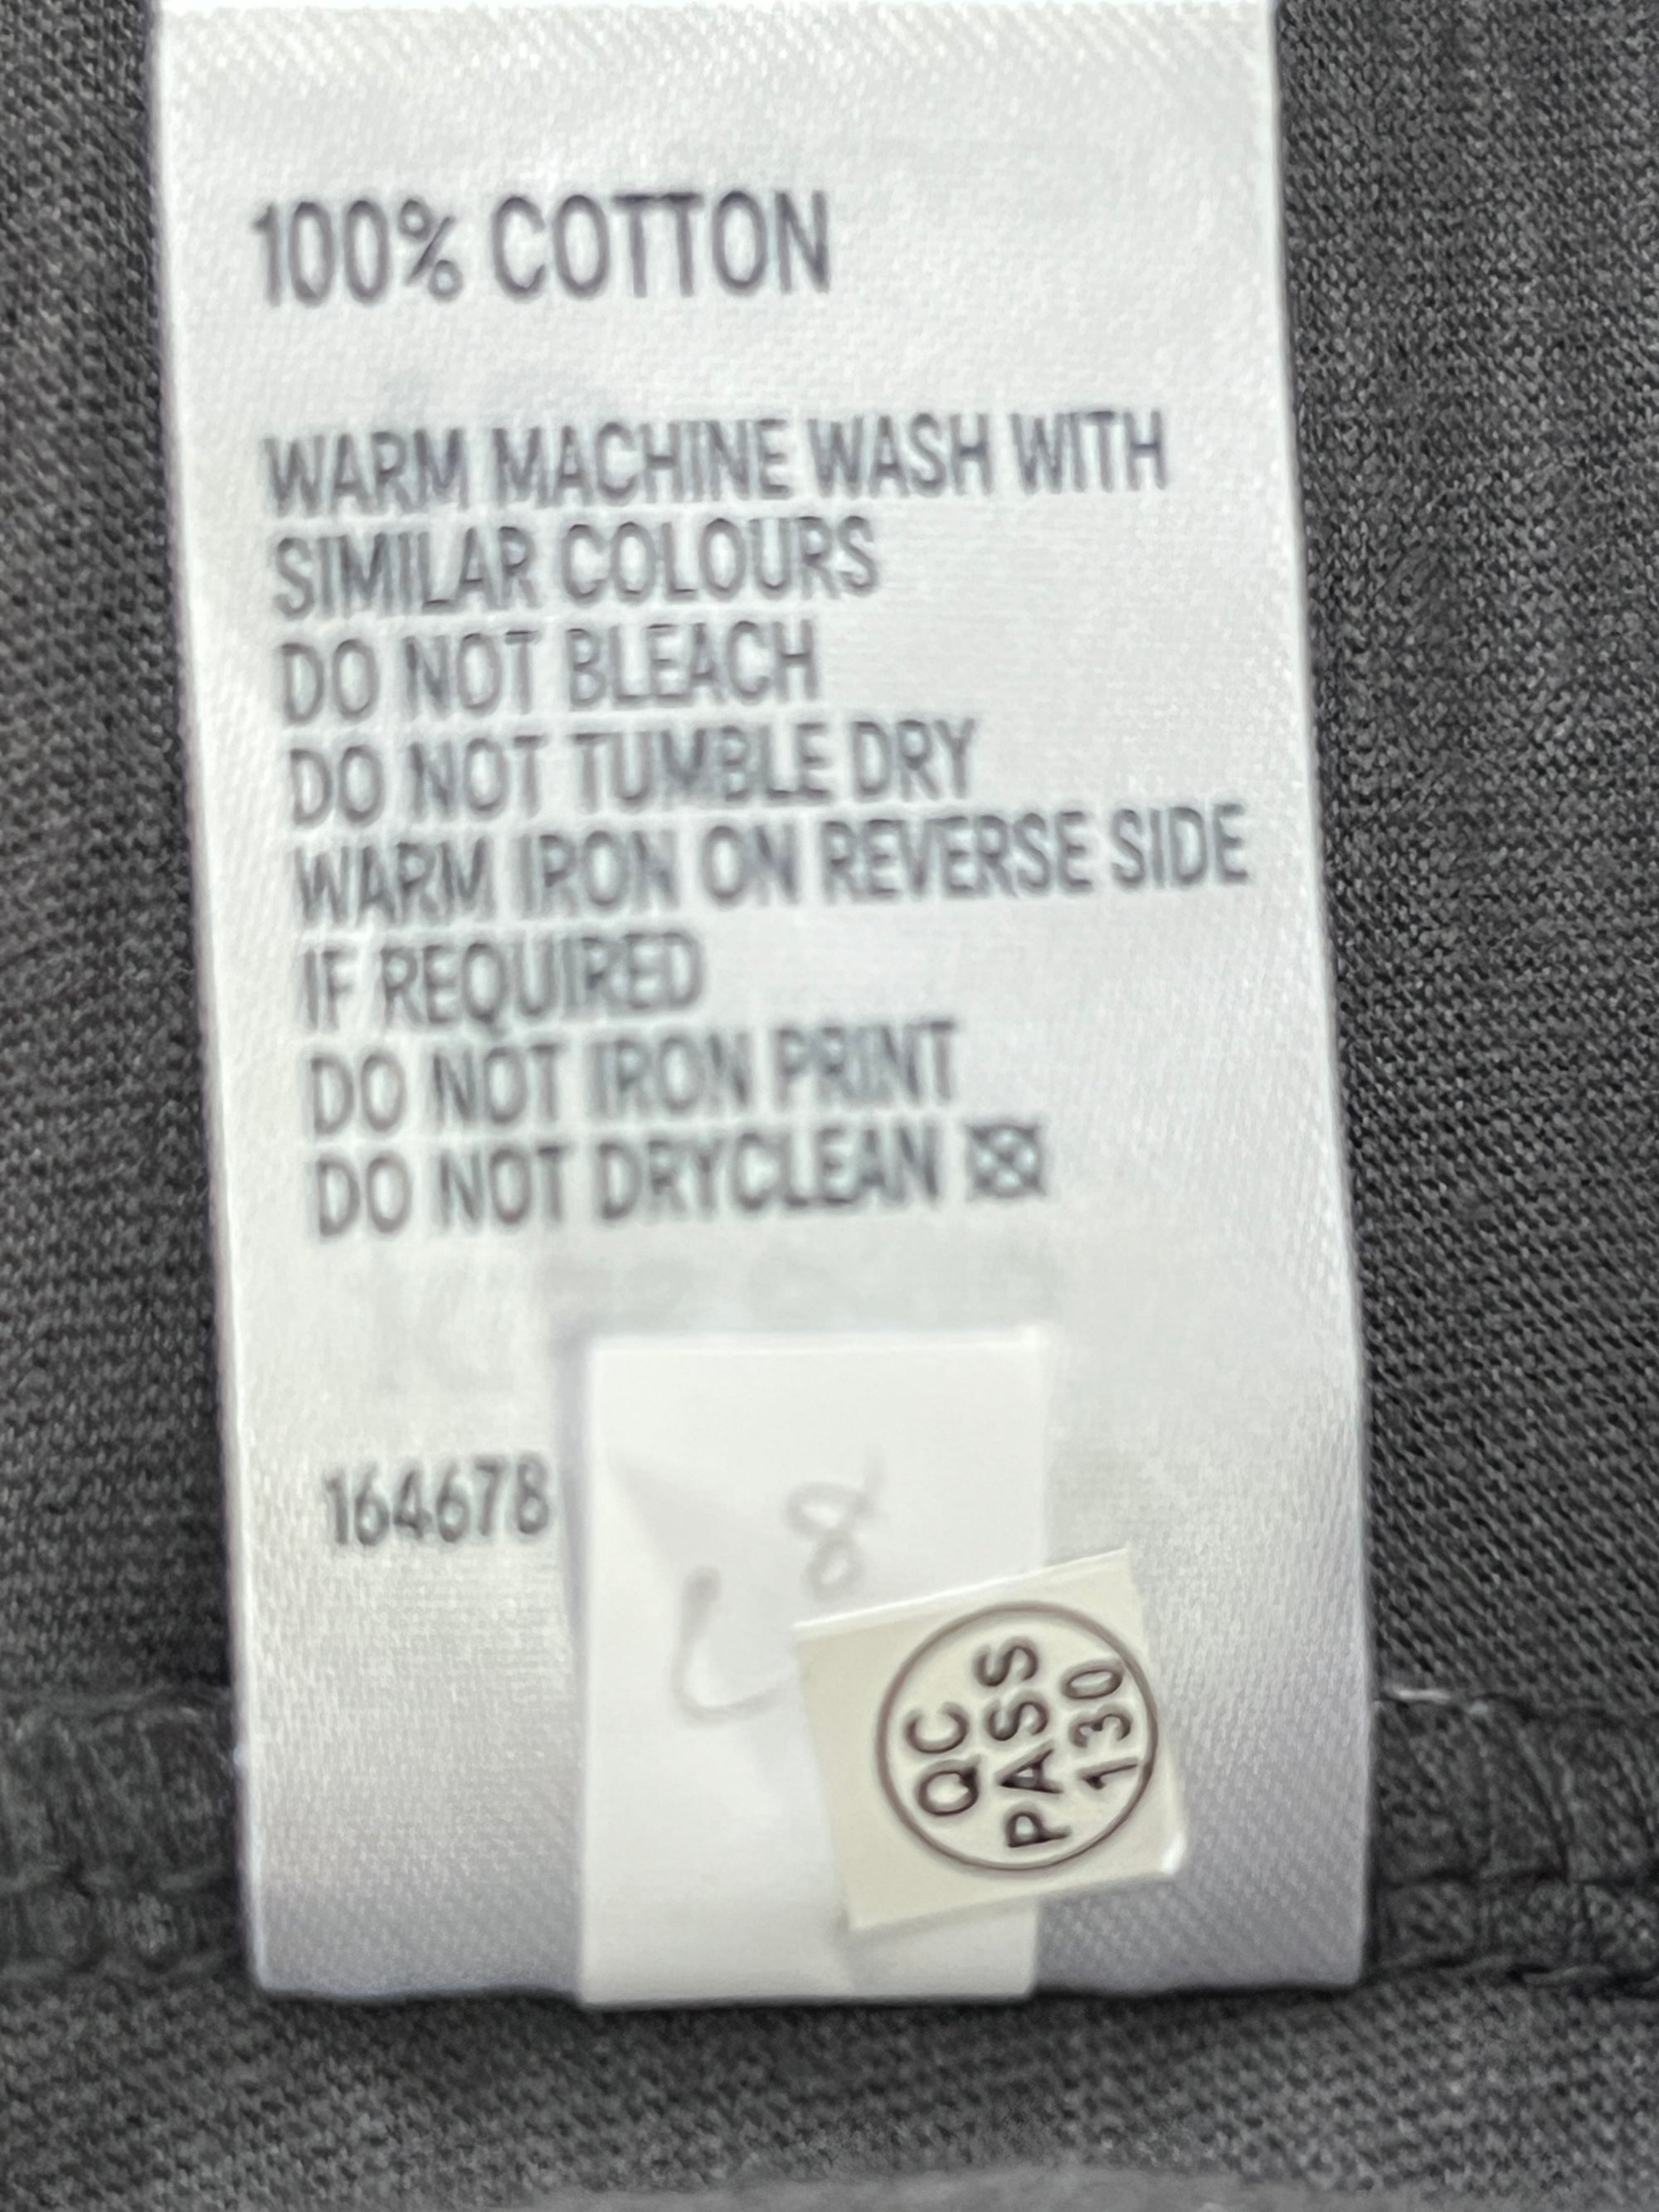 100% COTTON
WARM MACHINE WASH WITH
SIMILAR COLOURS
DO NOT BLEACH
DO NOT TUMBLE DRY
WARM IRON ON REVERSE SIDE
IF REQUIRED
DO NOT IRON PRINT
DO NOT DRYCLEAN
164678
QC
PASS
130